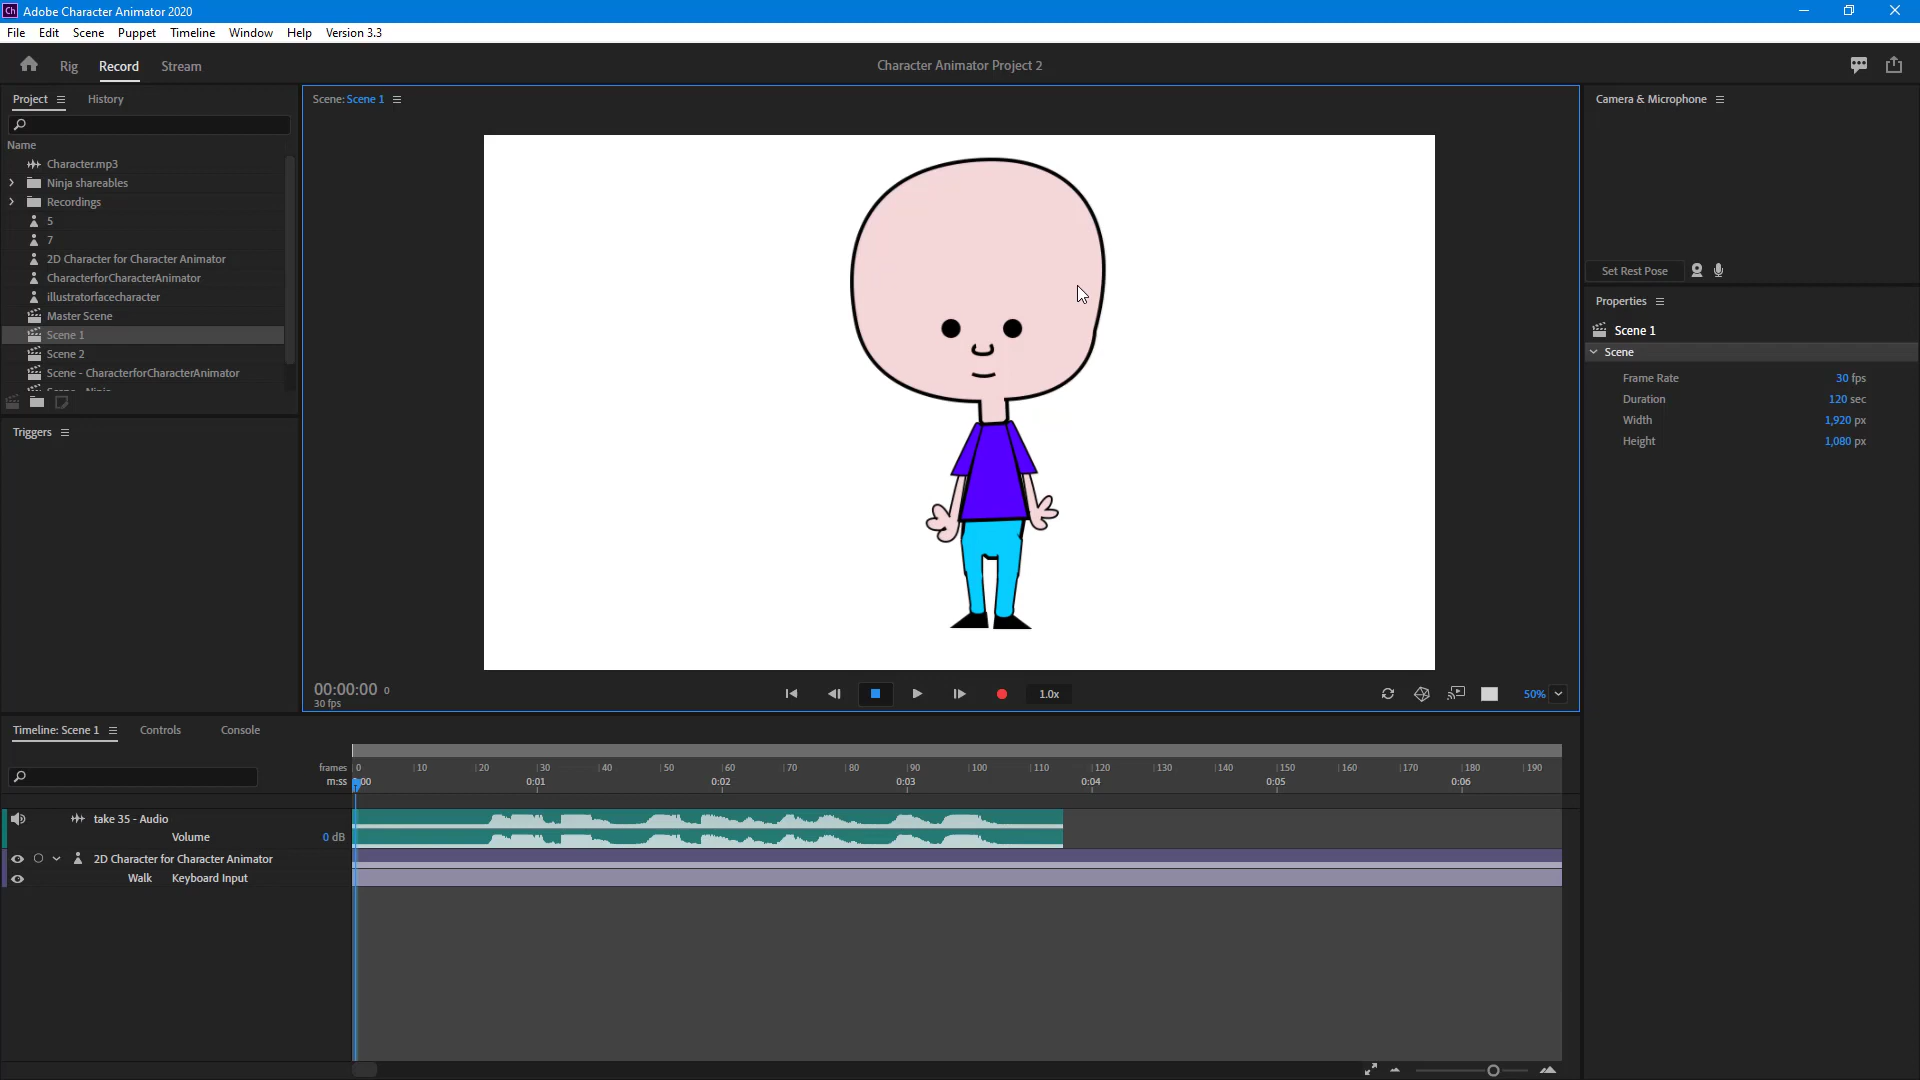 Ch Adobe Character Animator 2020
File Edit Scene Puppet Timeline Window Help Version 3.3
Rig Record Stream Character Animator Project 2
Project History
Name
Character.mp3
Ninja shareables
Recordings
5
7
2D Character for Character Animator
CharacterforCharacterAnimator
illustratorfacecharacter
Master Scene
Scene 1
Scene 2
Scene - CharacterforCharacterAnimator
Triggers
Scene: Scene 1
00:00:00 0
30 fps
1.0x
50%
Camera & Microphone
Set Rest Pose
Properties
Scene 1
Scene
Frame Rate 30 fps
Duration 120 sec
Width 1,920 px
Height 1,080 px
Timeline: Scene 1 Controls Console
frames 0 10 20 30 40 50 60 70 80 90 100 110 120 130 140 150 160 170 180 190
m:ss 0:01 0:02 0:03 0:04 0:05 0:06
take 35 - Audio
Volume 0 dB
2D Character for Character Animator
Walk Keyboard Input